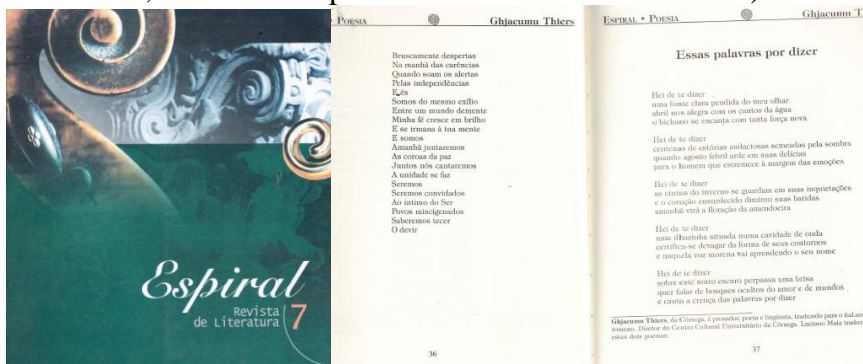 Espiral
Revista
de Literatura
7
POESIA
Ghjacumu Thiers
Bruscamente despertas
Na manhã das carências
Quando soam os alertas
Pelas independências
E és
Somos do mesmo exílio
Entre um mundo demente
Minha fé cresce em brilho
E se irmana à tua mente
E somos
Amanhã juntaremos
As coroas da paz
Juntos nós cantaremos
A unidade se faz
Seremos
Seremos convidados
Ao íntimo do Ser
Povos miscigenados
Saberemos tecer
O devir
36
ESPIRAL • POESIA
Ghjacumu T
Essas palavras por dizer
Hei de te dizer
uma fonte clara pendida do meu olhar
abril nos alegra com os cantos da água
o bichano se encanja com tanta força nova
Hei de te dizer
centenas de estórias audaciosas semeadas pela sombra
quando agosto febril arde em suas delícias
para o homem que estremece à margem das emoções
Hei de te dizer
as cinzas do inverno se guardam em suas inquietações
e o coração ensurdecido diminui suas batidas
amanhã virá a floração da amendoeira
Hei de te dizer
uma ilhazinha situada numa cavidade de onda
certifica-se devagar da forma de seus contornos
e naquela voz morena vai aprendendo o seu nome
Hei de te dizer
sobre este muro escuro perpassa uma brisa
quer falar de bosques ocultos do amor e de mundos
e canta a crença das palavras por dizer
Ghjacumu Thiers, da Córsega, é prosador, poeta e lingüista, traduzido para o italiano
romeno. Diretor do Centro Cultural Universitário da Córsega. Luciano Maia traduz
estes dois poemas.
37